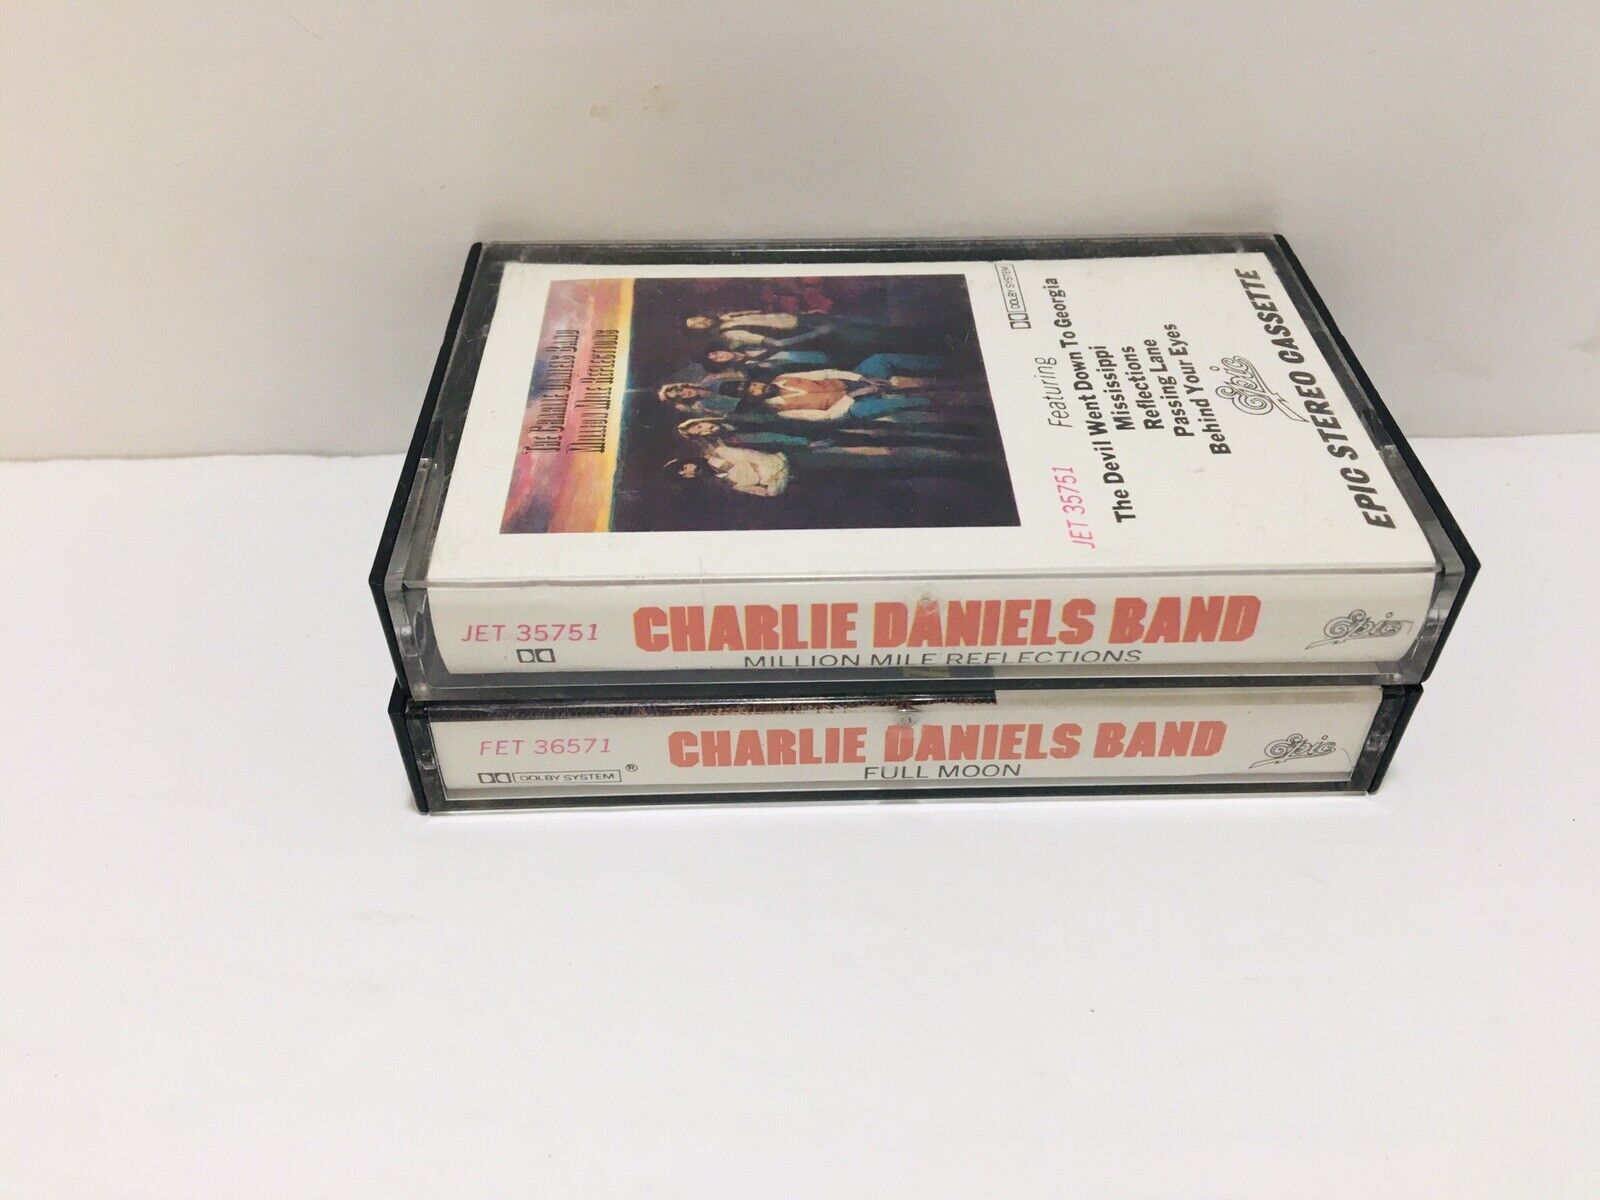 The Charlie Daniels Band
Million Mile Reflections
DOLBY SYSTEM
JET 35751
Featuring
The Devil Went Down To Georgia
Mississippi
Reflections
Passing Lane
Behind Your Eyes
Epic
EPIC STEREO CASSETTE
JET 35751
CHARLIE DANIELS BAND
MILLION MILE REFLECTIONS
Epic
FET 36571
DOLBY SYSTEM ®
CHARLIE DANIELS BAND
FULL MOON
Epic